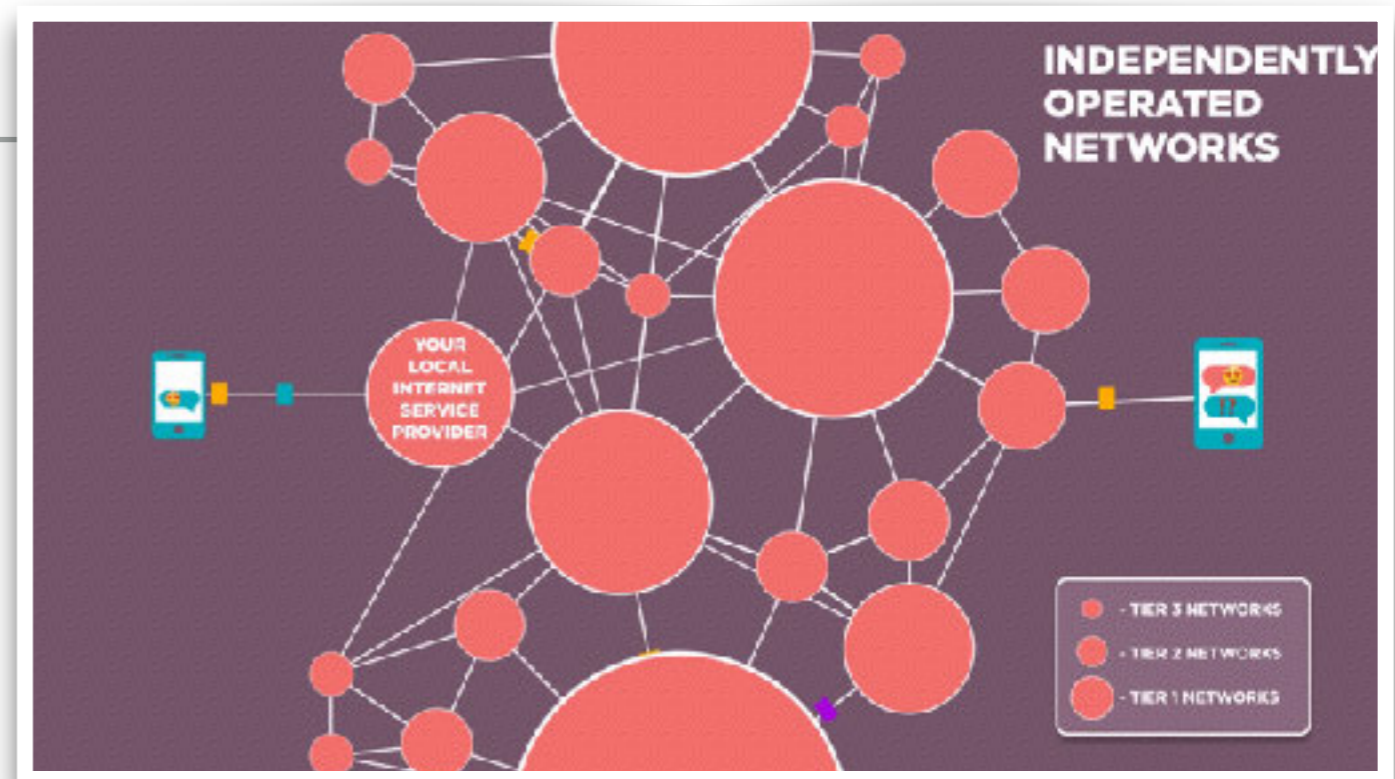 INDEPENDENTLY
OPERATED
NETWORKS
YOUR
LOCAL
INTERNET
SERVICE
PROVIDER
!?
- TIER 3 NETWORKS
- TIER 2 NETWORKS
- TIER 1 NETWORKS